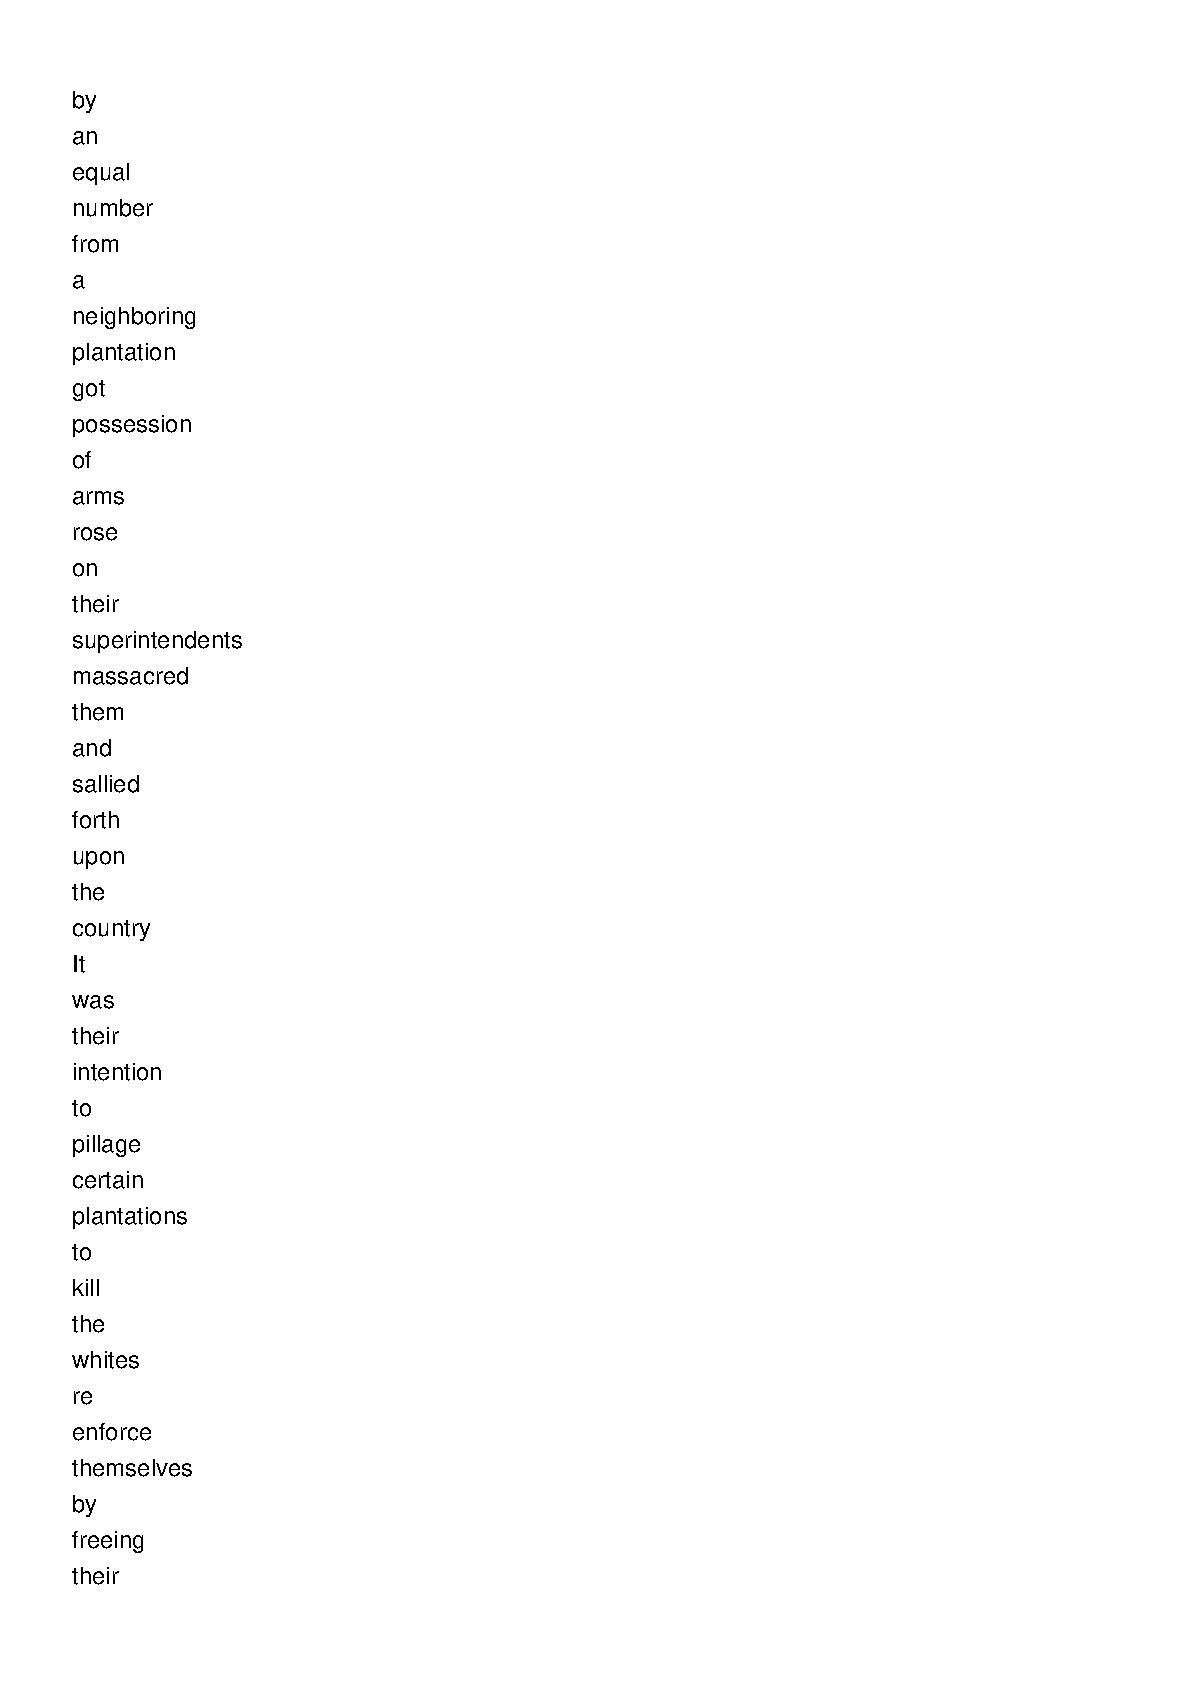 by
an
equal
number
from
a
neighboring
plantation
got
possession
of
arms
rose
on
their
superintendents
massacred
them
and
sallied
forth
upon
the
country
It
was
their
intention
to
pillage
certain
plantations
to
kill
the
whites
re
enforce
themselves
by
freeing
their